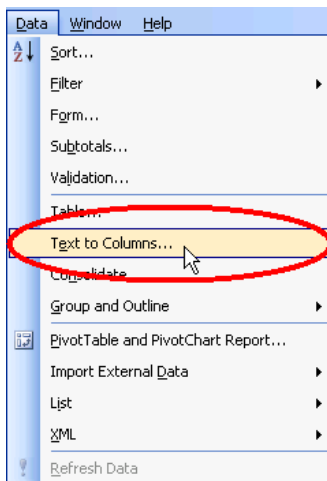 Data Window Help
Sort...
Filter
Form...
Subtotals...
Validation...
Table...
Text to Columns...
Consolidate...
Group and Outline
PivotTable and PivotChart Report...
Import External Data
List
XML
Refresh Data